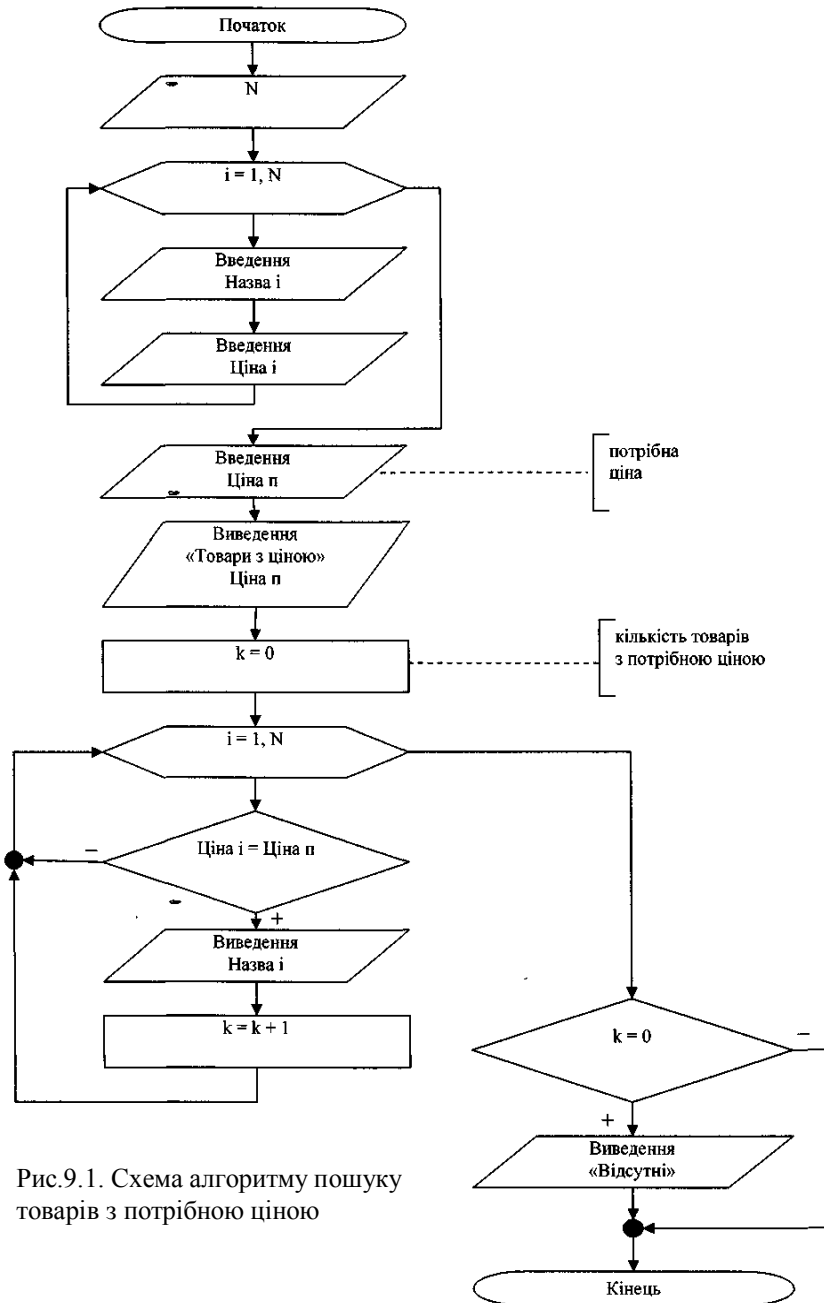 Початок
N
i = 1, N
Введення
Назва i
Введення
Ціна i
Введення
Ціна п
потрібна
ціна
Виведення
«Товари з ціною»
Ціна п
k = 0
кількість товарів
з потрібною ціною
i = 1, N
Ціна i = Ціна п
–
+
Виведення
Назва i
k = k + 1
k = 0
–
+
Виведення
«Відсутні»
Кінець
Рис.9.1. Схема алгоритму пошуку
товарів з потрібною ціною